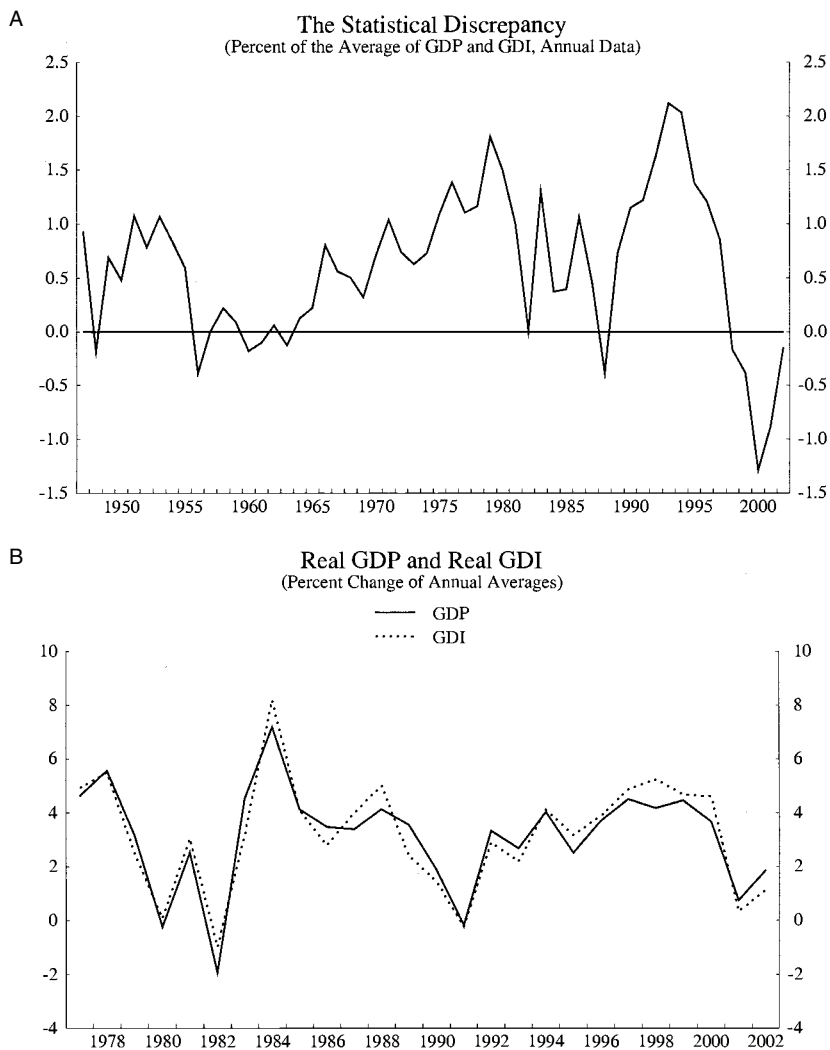 A
The Statistical Discrepancy
(Percent of the Average of GDP and GDI, Annual Data)
2.5 2.5
2.0 2.0
1.5 1.5
1.0 1.0
0.5 0.5
0.0 0.0
-0.5 -0.5
-1.0 -1.0
-1.5 -1.5
1950 1955 1960 1965 1970 1975 1980 1985 1990 1995 2000
B
Real GDP and Real GDI
(Percent Change of Annual Averages)
GDP
GDI
10 10
8 8
6 6
4 4
2 2
0 0
-2 -2
-4 -4
1978 1980 1982 1984 1986 1988 1990 1992 1994 1996 1998 2000 2002